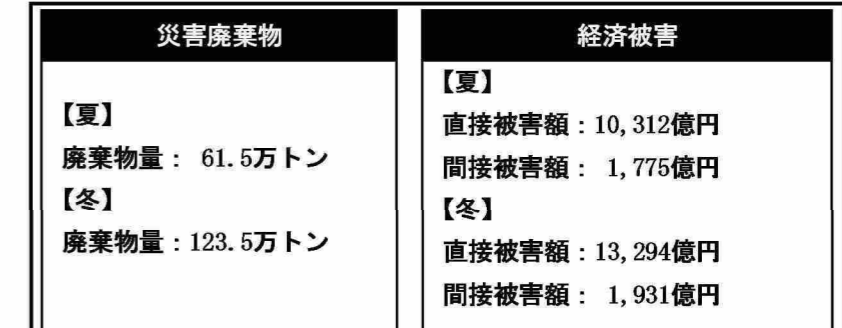 災害廃棄物
【夏】
廃棄物量： 61.5万トン
【冬】
廃棄物量：123.5万トン
経済被害
【夏】
直接被害額：10,312億円
間接被害額： 1,775億円
【冬】
直接被害額：13,294億円
間接被害額： 1,931億円